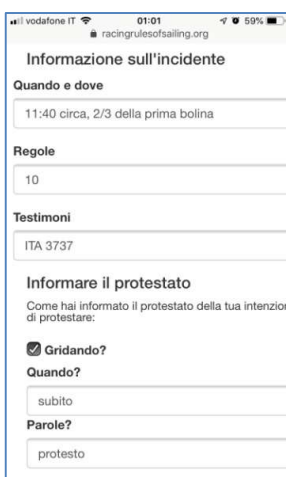 vodafone IT 01:01 59%
racingrulesofsailing.org
Informazione sull'incidente
Quando e dove
11:40 circa, 2/3 della prima bolina
Regole
10
Testimoni
ITA 3737
Informare il protestato
Come hai informato il protestato della tua intenzion
di protestare:
Gridando?
Quando?
subito
Parole?
protesto